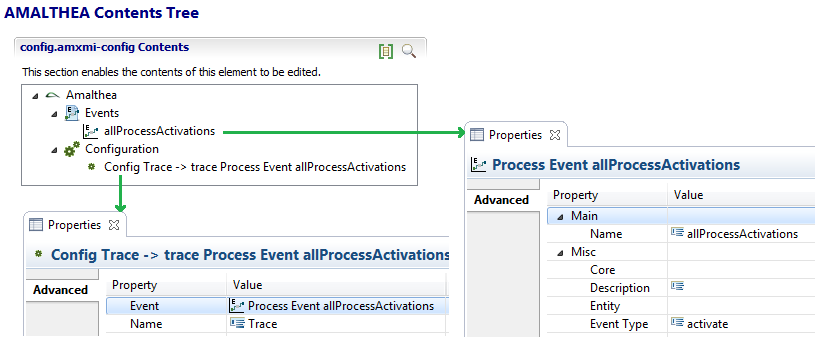 AMALTHEA Contents Tree
config.amxmi-config Contents
This section enables the contents of this element to be edited.
Amalthea
Events
allProcessActivations
Configuration
Config Trace -> trace Process Event allProcessActivations
Properties
Process Event allProcessActivations
Advanced
Property Value
Main
Name allProcessActivations
Misc
Core
Description
Entity
Event Type activate
Properties
Config Trace -> trace Process Event allProcessActivations
Advanced
Property Value
Event Process Event allProcessActivations
Name Trace